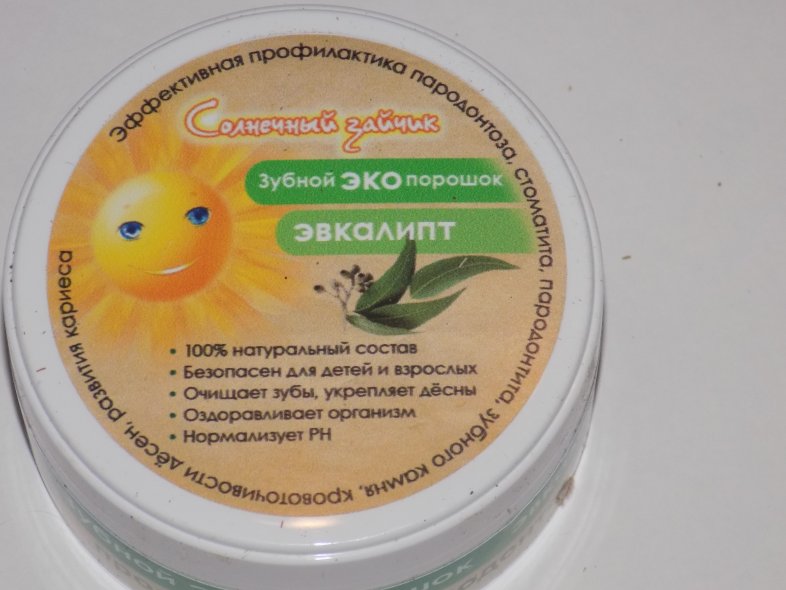 Эффективная профилактика пародонтоза, стоматита, пародонтита, зубного камня, кровоточивости дёсен, развития кариеса
Солнечный зайчик
Зубной ЭКО порошок
ЭВКАЛИПТ
• 100% натуральный состав
• Безопасен для детей и взрослых
• Очищает зубы, укрепляет дёсны
• Оздоравливает организм
• Нормализует PH